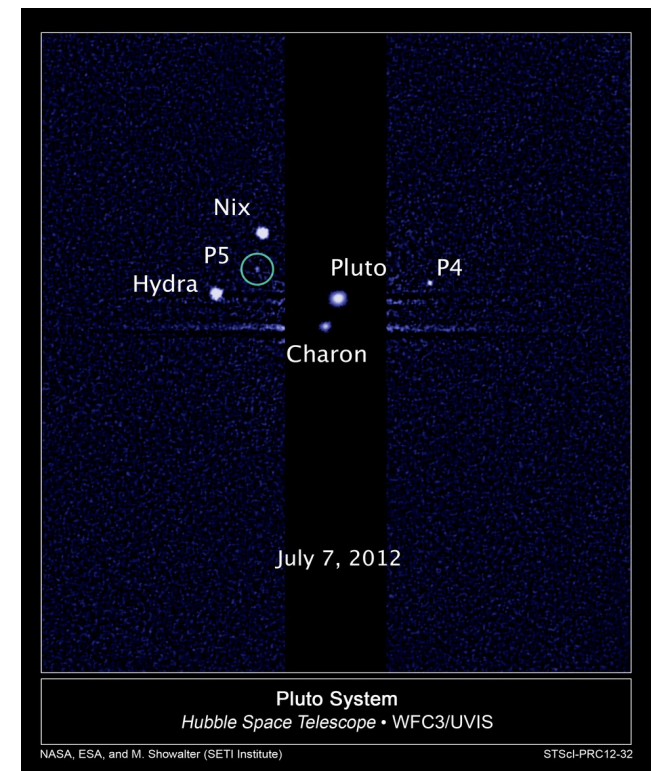 Nix
P5
Hydra
Pluto
P4
Charon
July 7, 2012
Pluto System
Hubble Space Telescope • WFC3/UVIS
NASA, ESA, and M. Showalter (SETI Institute)
STScI-PRC12-32